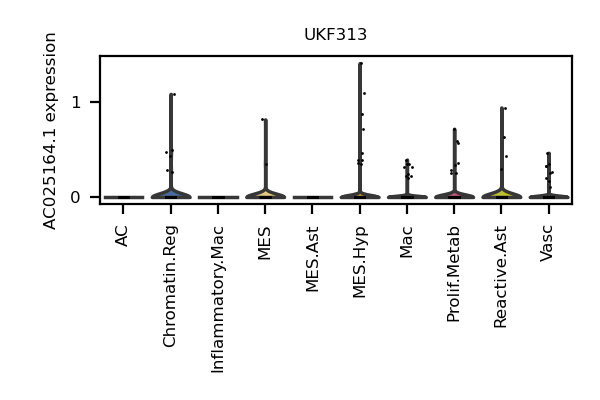 UKF313
AC025164.1 expression
1
0
AC
Chromatin.Reg
Inflammatory.Mac
MES
MES.Ast
MES.Hyp
Mac
Prolif.Metab
Reactive.Ast
Vasc